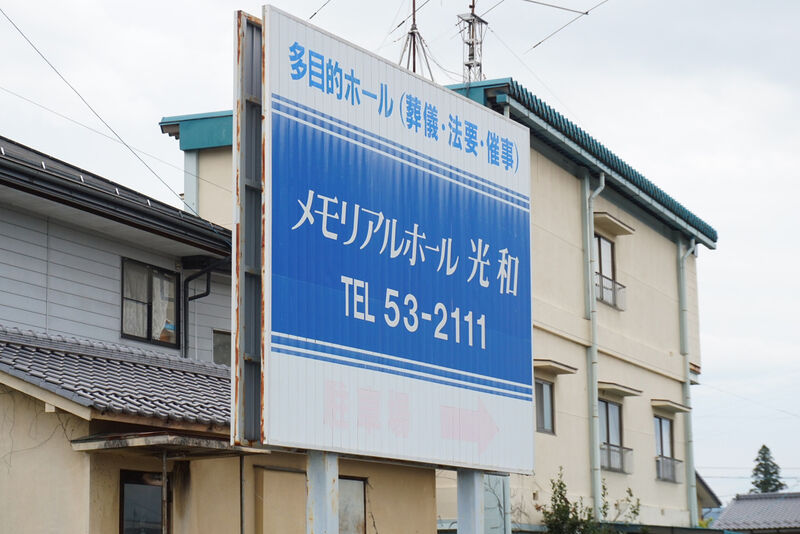 多目的ホール(葬儀・法要・催事)
メモリアルホール 光和
TEL 53-2111
駐車場